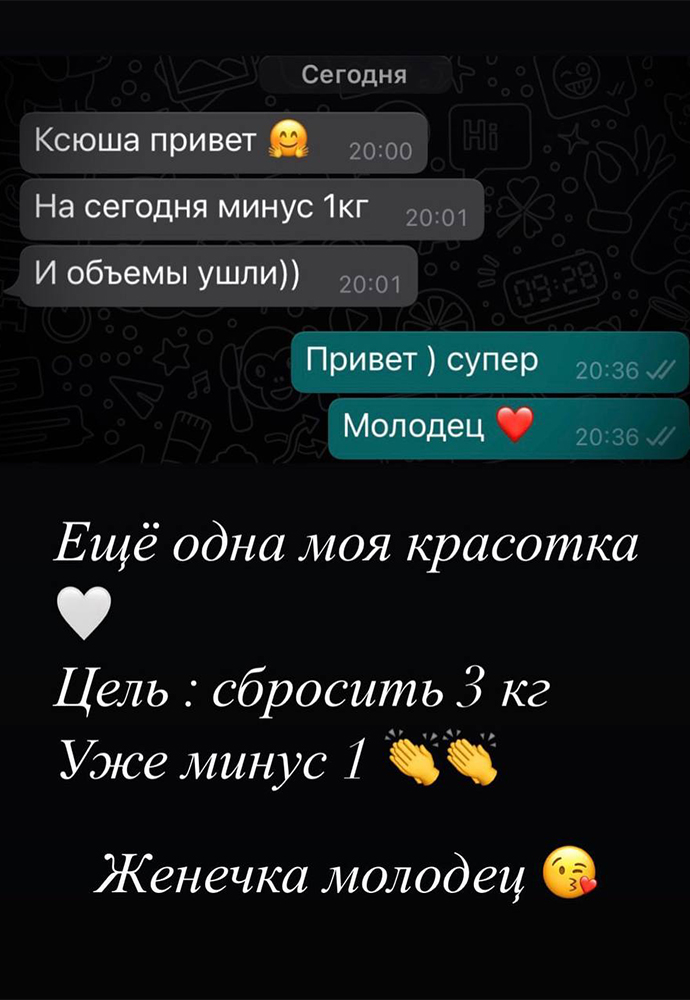 Сегодня
Ксюша привет 🤗 20:00
На сегодня минус 1кг 20:01
И объемы ушли)) 20:01
Привет ) супер 20:36
Молодец ❤️ 20:36
Ещё одна моя красотка
🤍
Цель : сбросить 3 кг
Уже минус 1 👏👏
Женечка молодец 😘